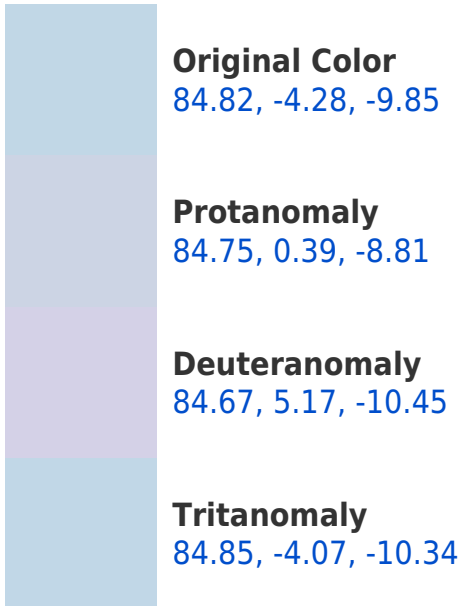 Original Color
84.82, -4.28, -9.85
Protanomaly
84.75, 0.39, -8.81
Deuteranomaly
84.67, 5.17, -10.45
Tritanomaly
84.85, -4.07, -10.34